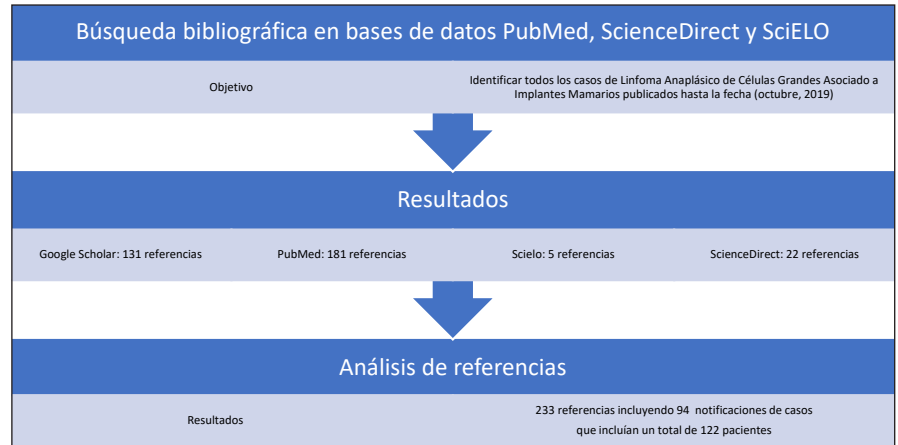 Búsqueda bibliográfica en bases de datos PubMed, ScienceDirect y SciELO
Objetivo
Identificar todos los casos de Linfoma Anaplásico de Células Grandes Asociado a
Implantes Mamarios publicados hasta la fecha (octubre, 2019)
Resultados
Google Scholar: 131 referencias
PubMed: 181 referencias
Scielo: 5 referencias
ScienceDirect: 22 referencias
Análisis de referencias
Resultados
233 referencias incluyendo 94 notificaciones de casos
que incluían un total de 122 pacientes